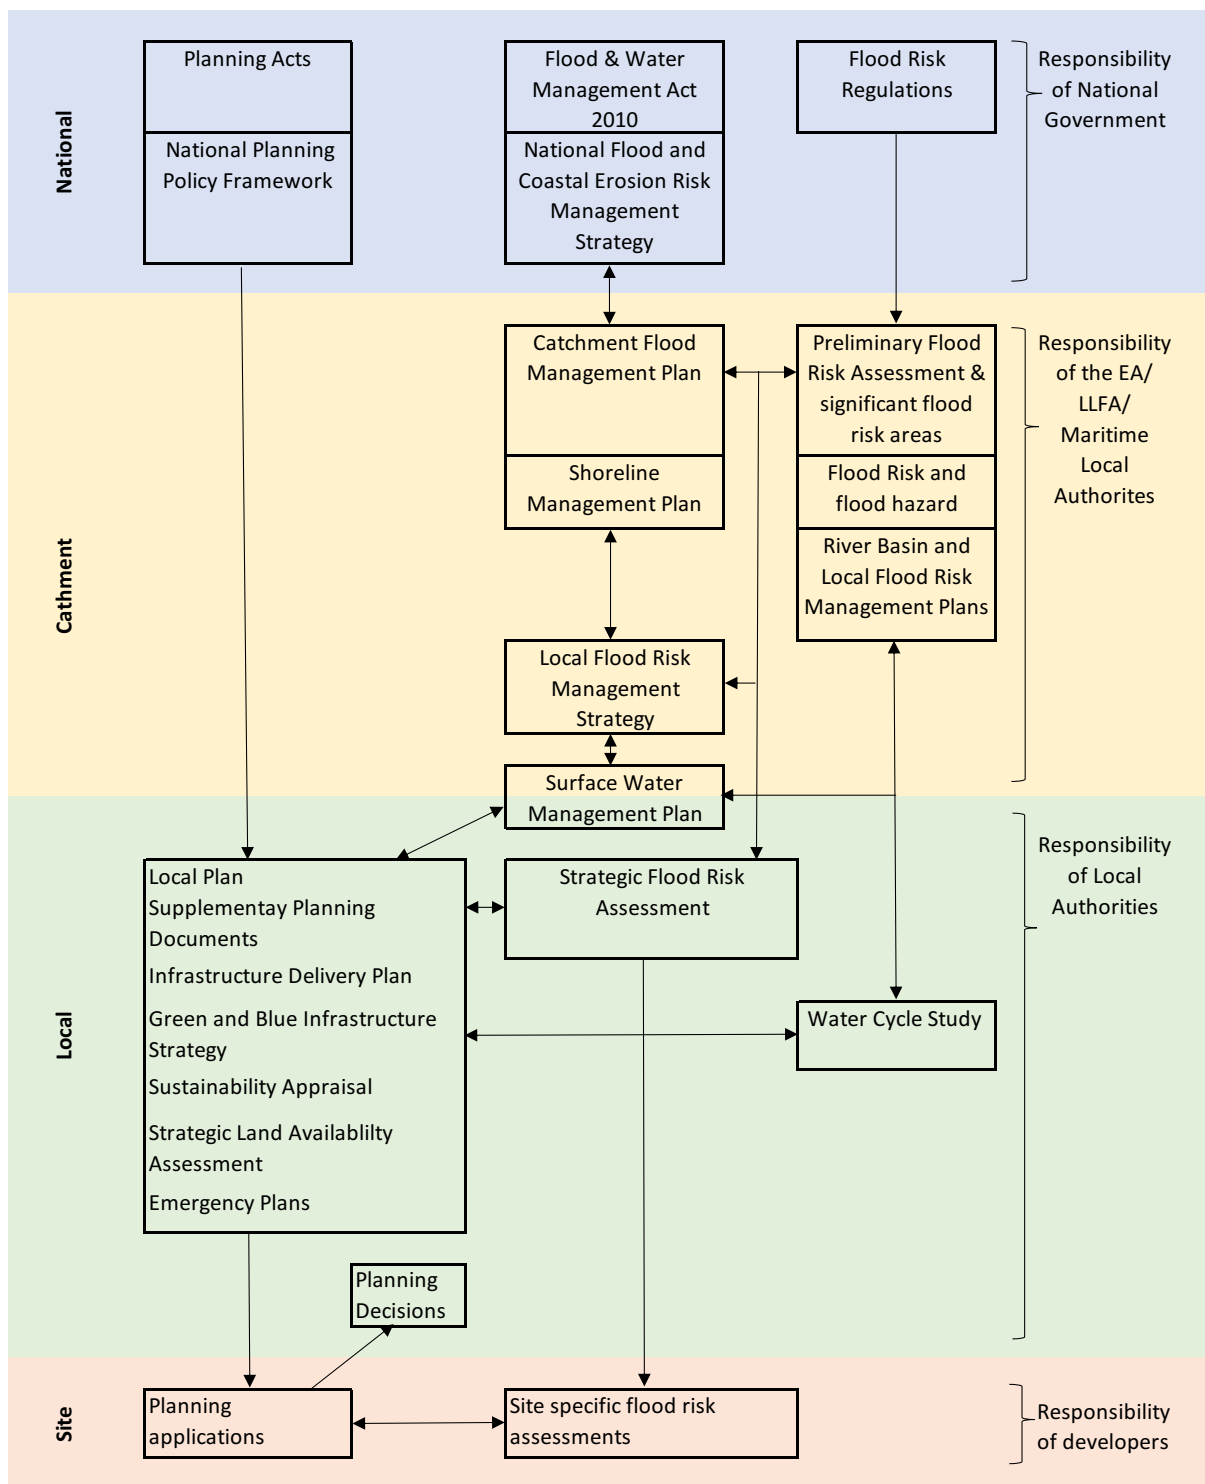 National
Planning Acts
National Planning
Policy Framework
Flood & Water
Management Act
2010
National Flood and
Coastal Erosion Risk
Management
Strategy
Flood Risk
Regulations
Responsibility
of National
Government
Cathment
Catchment Flood
Management Plan
Shoreline
Management Plan
Preliminary Flood
Risk Assessment &
significant flood
risk areas
Flood Risk and
flood hazard
River Basin and
Local Flood Risk
Management Plans
Responsibility
of the EA/
LLFA/
Maritime
Local
Authorites
Local Flood Risk
Management
Strategy
Surface Water
Management Plan
Local
Local Plan
Supplementay Planning
Documents
Infrastructure Delivery Plan
Green and Blue Infrastructure
Strategy
Sustainability Appraisal
Strategic Land Availablilty
Assessment
Emergency Plans
Strategic Flood Risk
Assessment
Water Cycle Study
Responsibility
of Local
Authorities
Planning
Decisions
Site
Planning
applications
Site specific flood risk
assessments
Responsibility
of developers